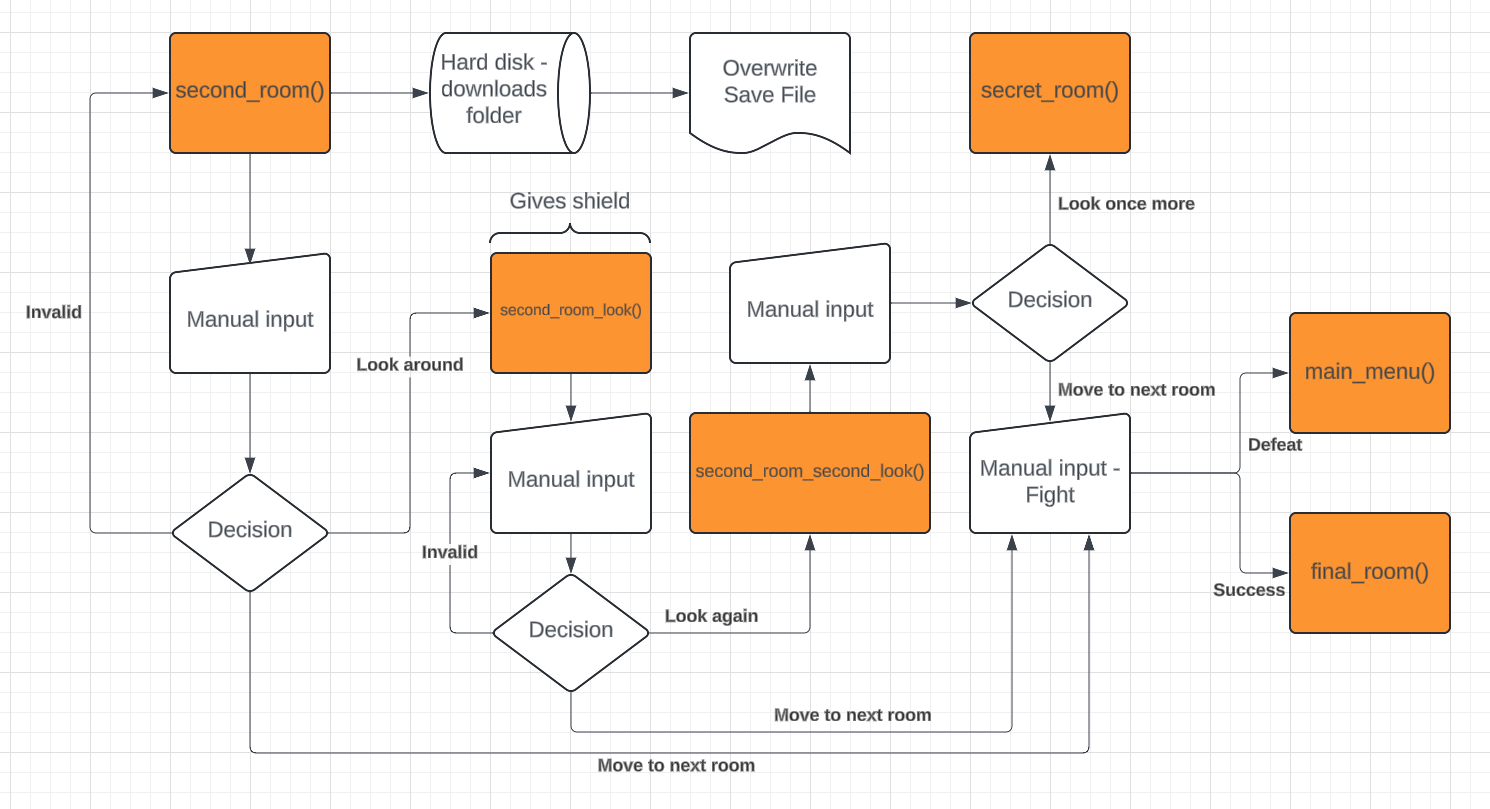 second_room()
Hard disk -
downloads
folder
Overwrite
Save File
secret_room()
Gives shield
Look once more
Manual input
Invalid
second_room_look()
Look around
Manual input
Decision
Move to next room
main_menu()
Defeat
Manual input
second_room_second_look()
Manual input -
Fight
Decision
Invalid
Look again
Decision
final_room()
Success
Move to next room
Move to next room